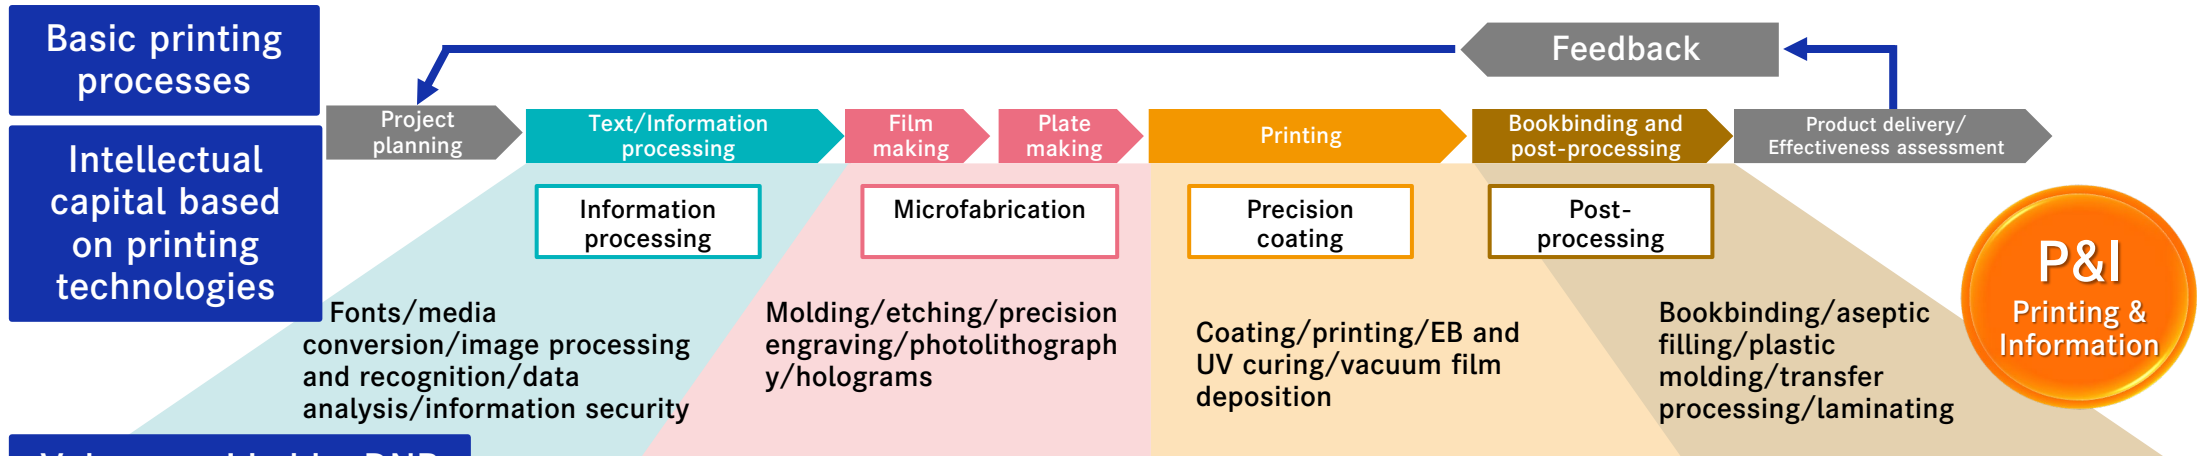 Basic printing
processes
Feedback
Project
planning
Text/Information
processing
Film
making
Plate
making
Printing
Bookbinding and
post-processing
Product delivery/
Effectiveness assessment
Intellectual
capital based
on printing
technologies
Information
processing
Microfabrication
Precision
coating
Post-
processing
P&I
Printing &
Information
Fonts/media
conversion/image processing
and recognition/data
analysis/information security
Molding/etching/precision
engraving/photolithograph
y/holograms
Coating/printing/EB and
UV curing/vacuum film
deposition
Bookbinding/aseptic
filling/plastic
molding/transfer
processing/laminating